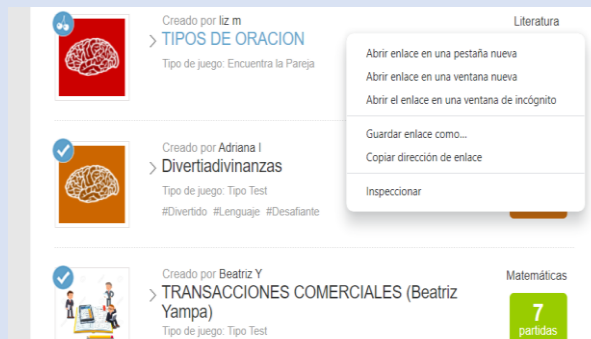 Creado por liz m
Literatura
> TIPOS DE ORACION
Tipo de juego: Encuentra la Pareja
Abrir enlace en una pestaña nueva
Abrir enlace en una ventana nueva
Abrir el enlace en una ventana de incógnito
Guardar enlace como...
Copiar dirección de enlace
Inspeccionar
Creado por Adriana I
> Divertiadivinanzas
Tipo de juego: Tipo Test
#Divertido #Lenguaje #Desafiante
Creado por Beatriz Y
Matemáticas
> TRANSACCIONES COMERCIALES (Beatriz
Yampa)
Tipo de juego: Tipo Test
7
partidas